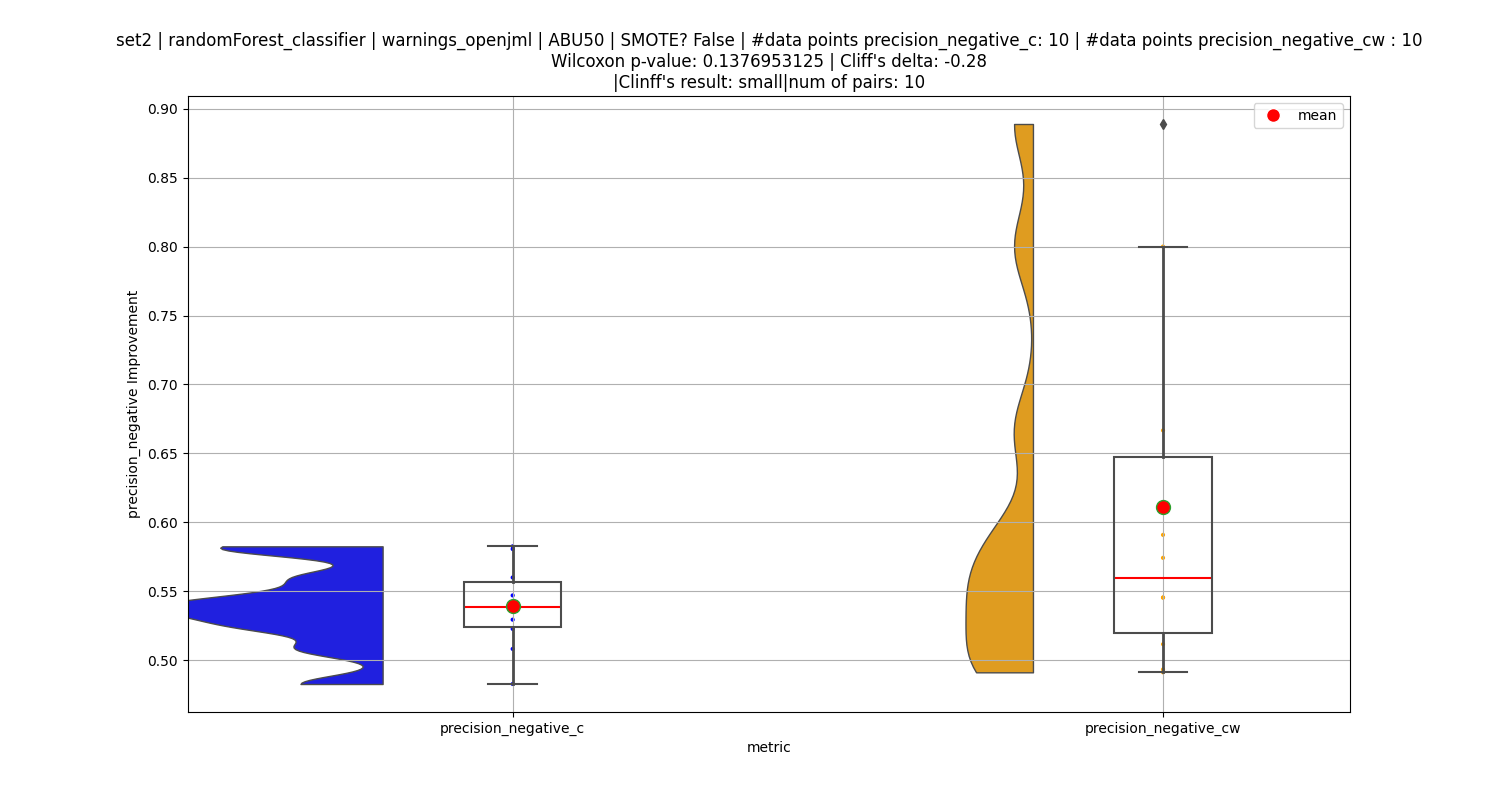 set2 | randomForest_classifier | warnings_openjml | ABU50 | SMOTE? False | #data points precision_negative_c: 10 | #data points precision_negative_cw : 10
Wilcoxon p-value: 0.1376953125 | Cliff's delta: -0.28
|Clinff's result: small|num of pairs: 10
mean
precision_negative Improvement
0.90
0.85
0.80
0.75
0.70
0.65
0.60
0.55
0.50
precision_negative_c
precision_negative_cw
metric